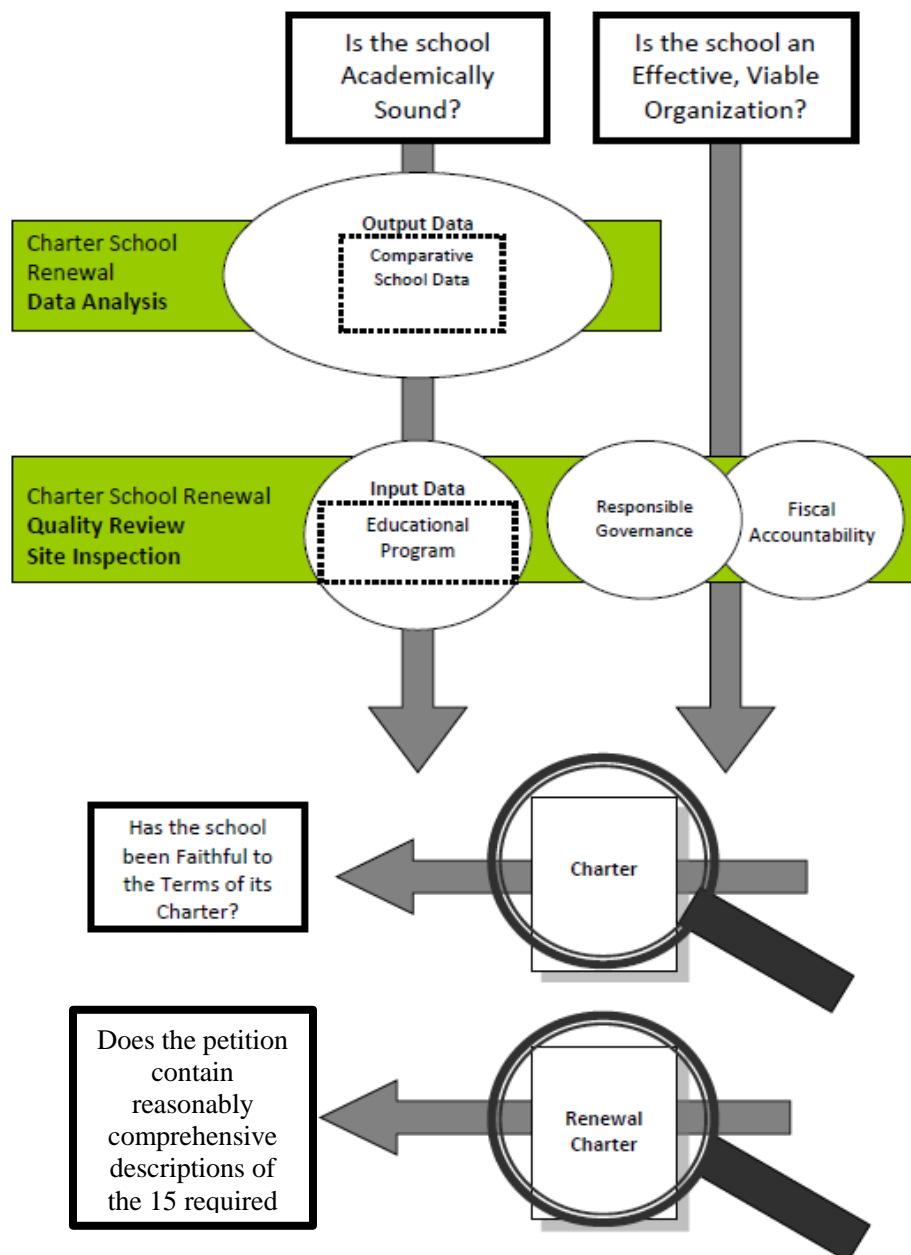 Is the school
Academically
Sound?
Is the school an
Effective, Viable
Organization?
Charter School
Renewal
Data Analysis
Output Data
Comparative
School Data
Charter School Renewal
Quality Review
Site Inspection
Input Data
Educational
Program
Responsible
Governance
Fiscal
Accountability
Has the school
been Faithful to
the Terms of its
Charter?
Charter
Does the petition
contain
reasonably
comprehensive
descriptions of
the 15 required
Renewal
Charter